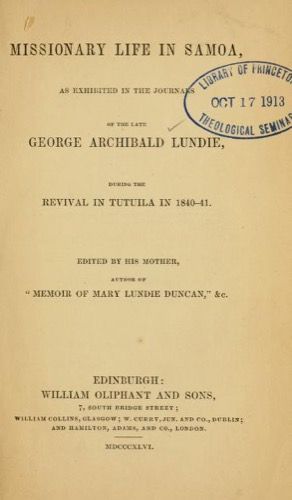 MISSIONARY LIFE IN SAMOA,
AS EXHIBITED IN THE JOURNALS
OF THE LATE
GEORGE ARCHIBALD LUNDIE,
DURING THE
REVIVAL IN TUTUILA IN 1840-41.
EDITED BY HIS MOTHER,
AUTHOR OF
"MEMOIR OF MARY LUNDIE DUNCAN," &c.
EDINBURGH:
WILLIAM OLIPHANT AND SONS,
7, SOUTH BRIDGE STREET;
WILLIAM COLLINS, GLASGOW; W. CURRY, JUN. AND CO., DUBLIN;
AND HAMILTON, ADAMS, AND CO., LONDON.
MDCCCXLVI.
LIBRARY OF PRINCETON
OCT 17 1913
THEOLOGICAL SEMINAR